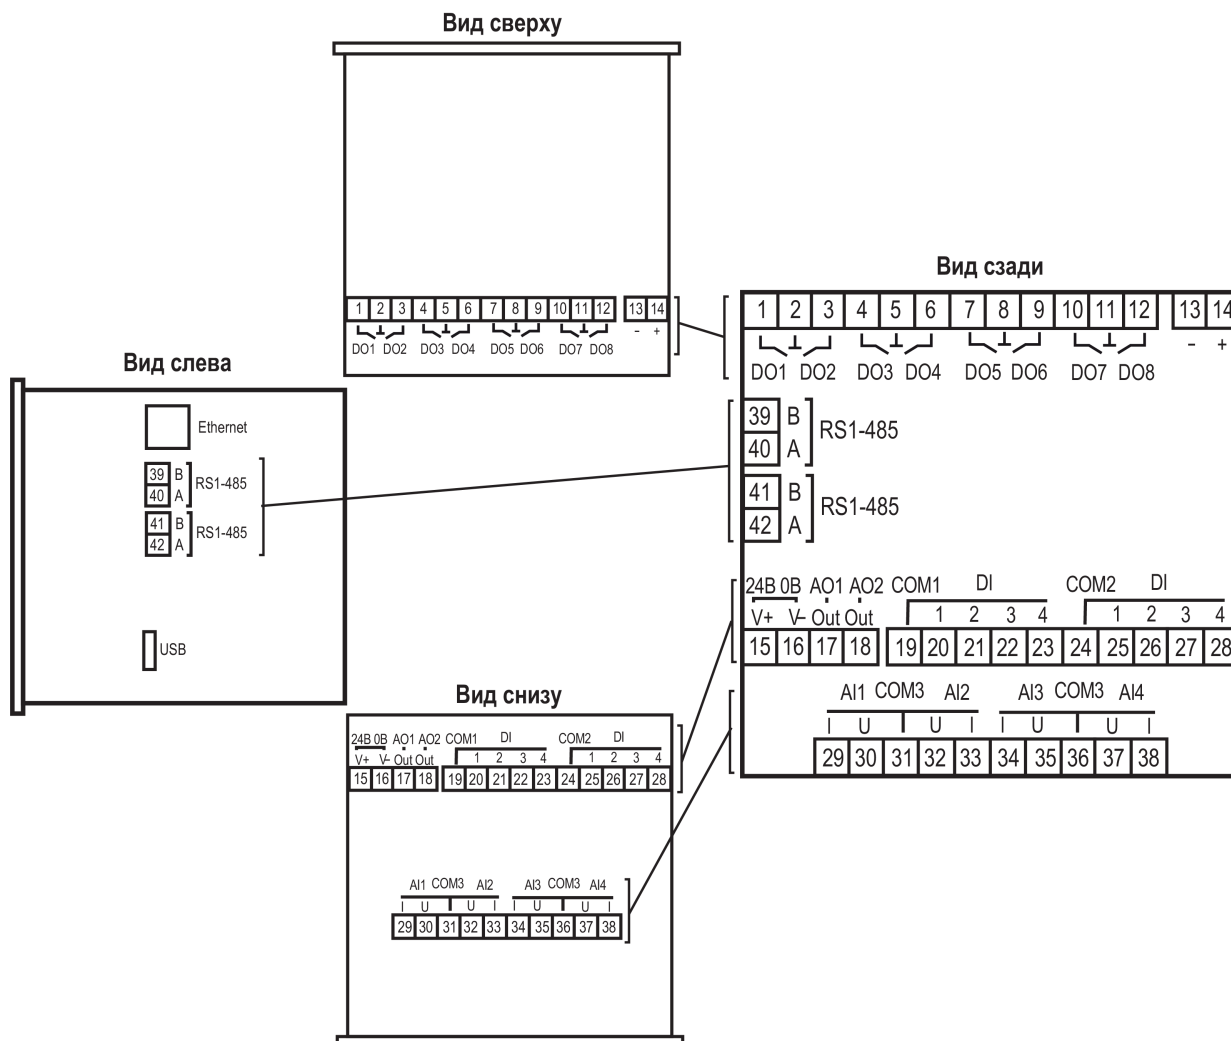 Вид сверху
1 2 3 4 5 6 7 8 9 10 11 12 13 14
DO1 DO2 DO3 DO4 DO5 DO6 DO7 DO8 – +
Вид слева
Ethernet
39 B
40 A
RS1-485
41 B
42 A
RS1-485
USB
Вид снизу
24В 0В AO1 AO2 COM1 DI COM2 DI
V+ V– Out Out 1 2 3 4 1 2 3 4
15 16 17 18 19 20 21 22 23 24 25 26 27 28
AI1 COM3 AI2 AI3 COM3 AI4
I U U I I U U I
29 30 31 32 33 34 35 36 37 38
Вид сзади
1 2 3 4 5 6 7 8 9 10 11 12 13 14
– +
DO1 DO2 DO3 DO4 DO5 DO6 DO7 DO8
39 B
40 A
RS1-485
41 B
42 A
RS1-485
24В 0В AO1 AO2 COM1 DI COM2 DI
V+ V– Out Out 1 2 3 4 1 2 3 4
15 16 17 18 19 20 21 22 23 24 25 26 27 28
AI1 COM3 AI2 AI3 COM3 AI4
I U U I I U U I
29 30 31 32 33 34 35 36 37 38